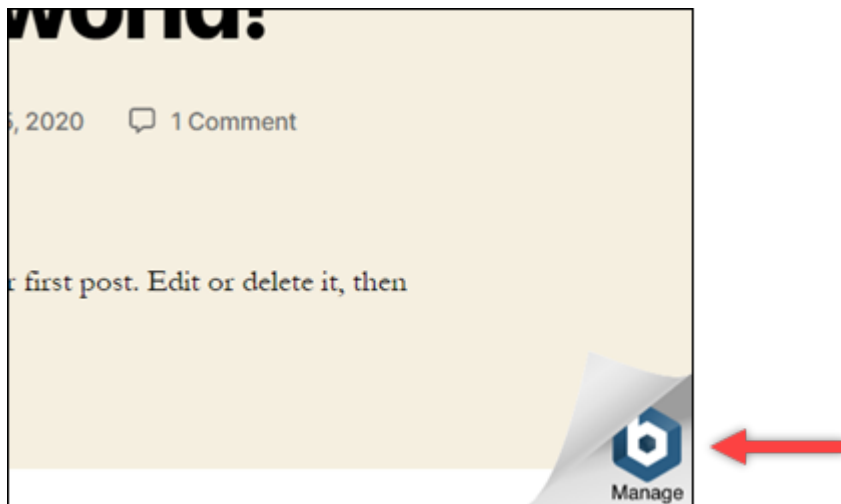 world!
, 2020 1 Comment
first post. Edit or delete it, then
b
Manage